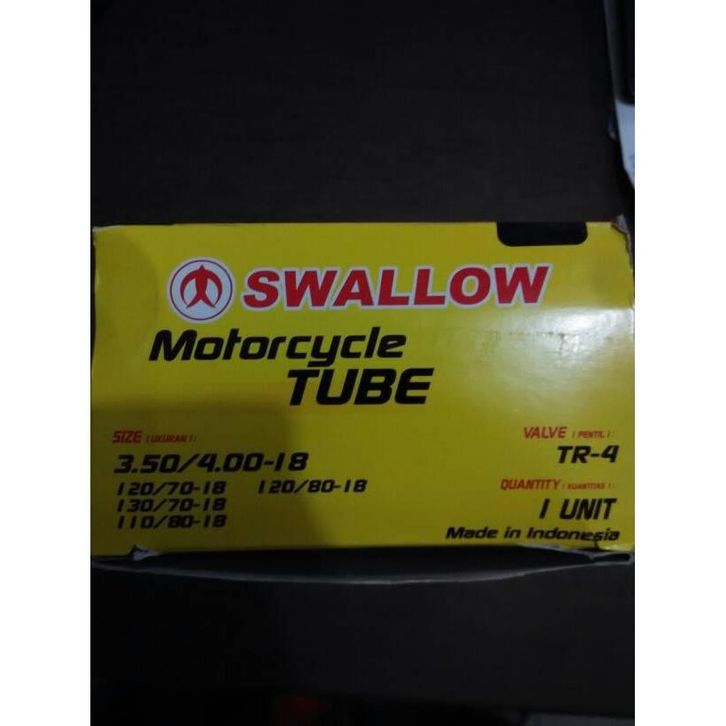 SWALLOW
Motorcycle
TUBE
SIZE ( UKURAN ) :
3.50/4.00-18
120/70-18 120/80-18
130/70-18
110/80-18
VALVE ( PENTIL ) :
TR-4
QUANTITY ( KUANTITAS ) :
1 UNIT
Made in Indonesia